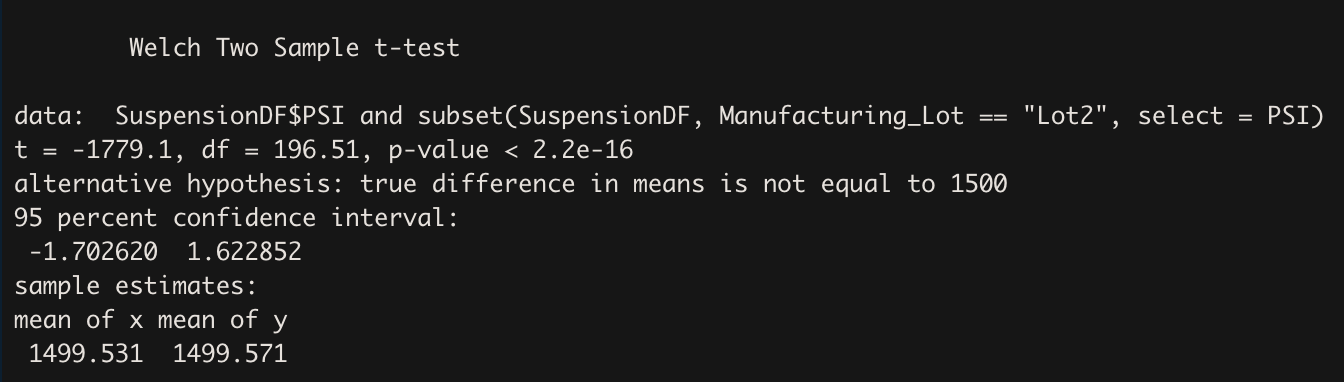 Welch Two Sample t-test
data:  SuspensionDF$PSI and subset(SuspensionDF, Manufacturing_Lot == "Lot2", select = PSI)
t = -1779.1, df = 196.51, p-value < 2.2e-16
alternative hypothesis: true difference in means is not equal to 1500
95 percent confidence interval:
 -1.702620  1.622852
sample estimates:
mean of x mean of y
 1499.531  1499.571